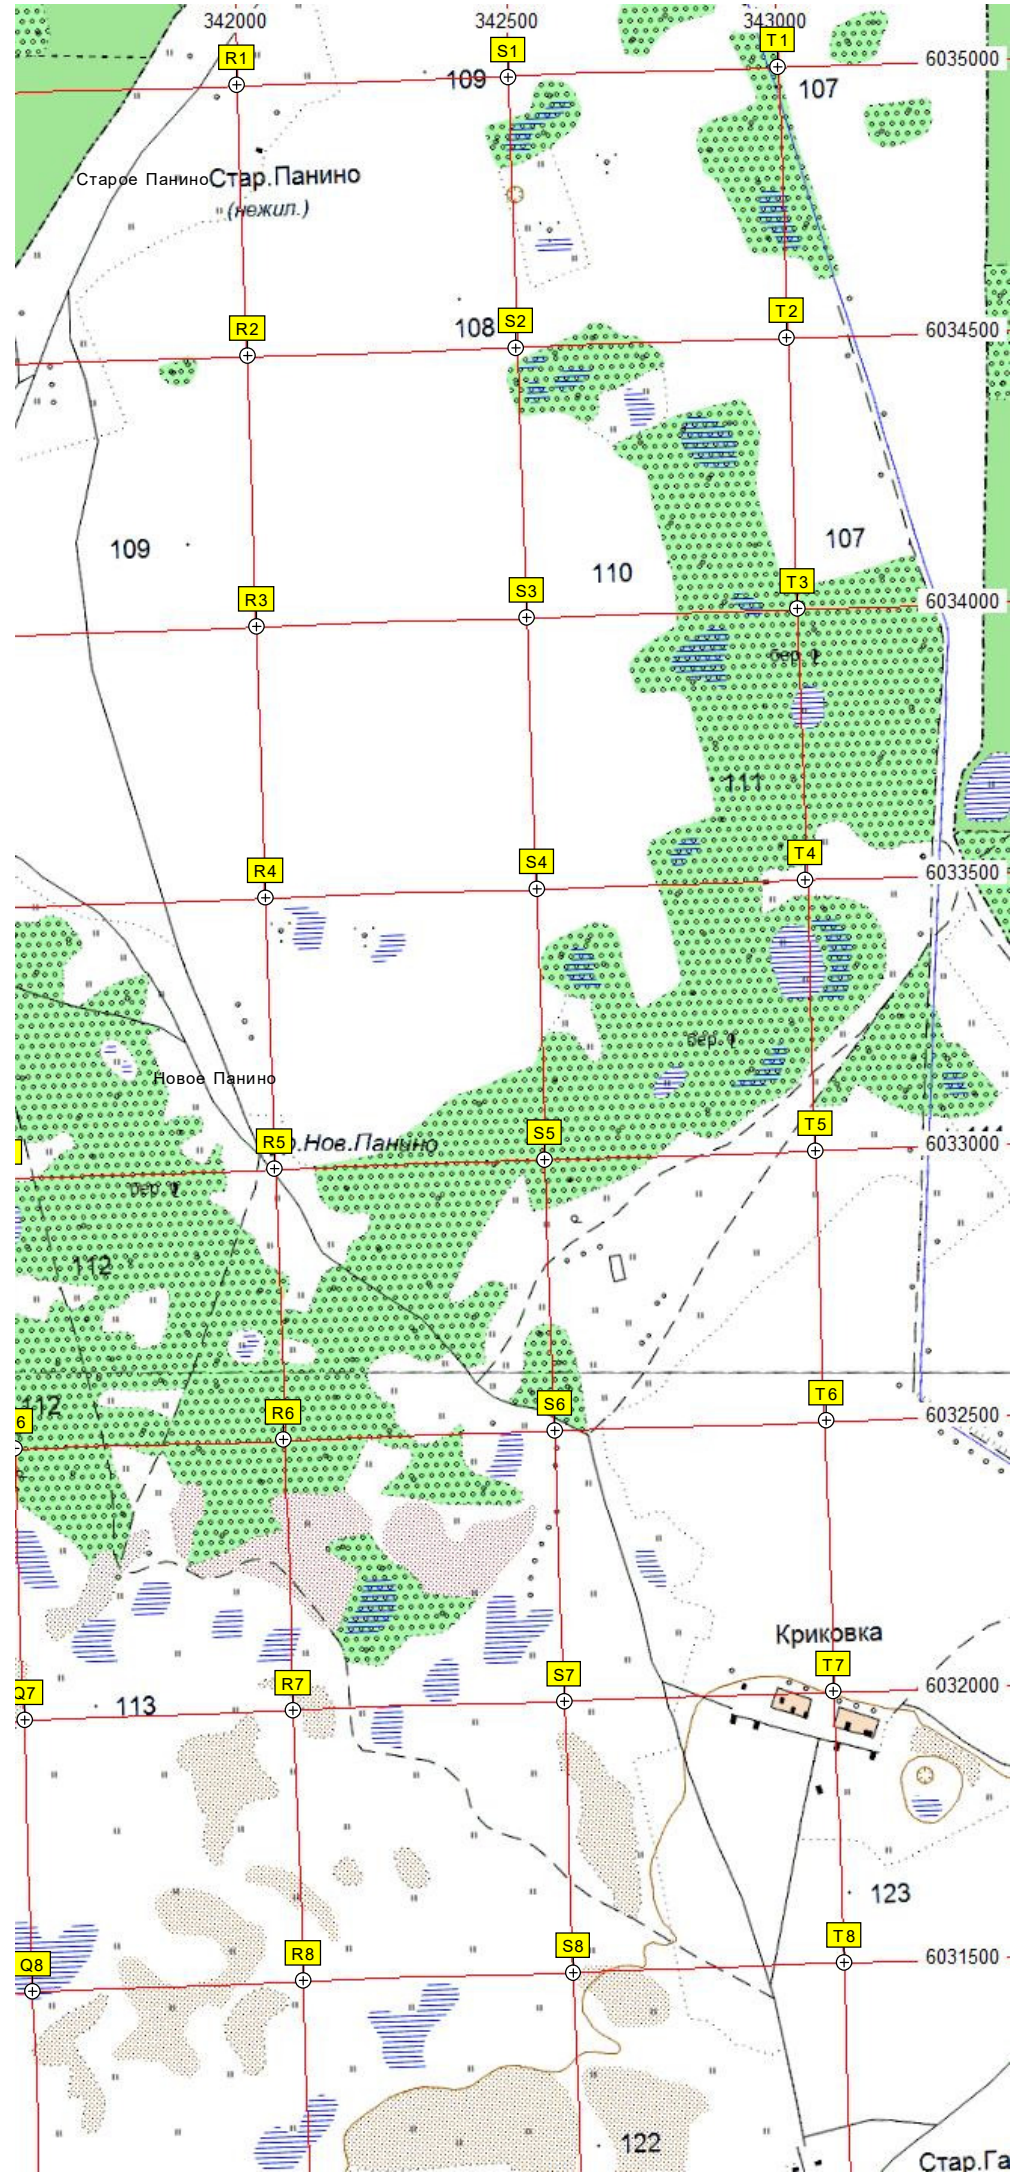 342000 342500 343000
R1 S1 T1 6035000
109 107
Старое Панино Стар.Панино
(нежил.)
R2 108 S2 T2 6034500
109 110 107
R3 S3 T3 6034000
бер.
111
R4 S4 T4 6033500
бер.
Новое Панино
R5 Нов.Панино S5 T5 6033000
бер.
112
112
6 R6 S6 T6 6032500
Криковка
Q7 R7 S7 T7 6032000
113
123
Q8 R8 S8 T8 6031500
122
Стар.Га